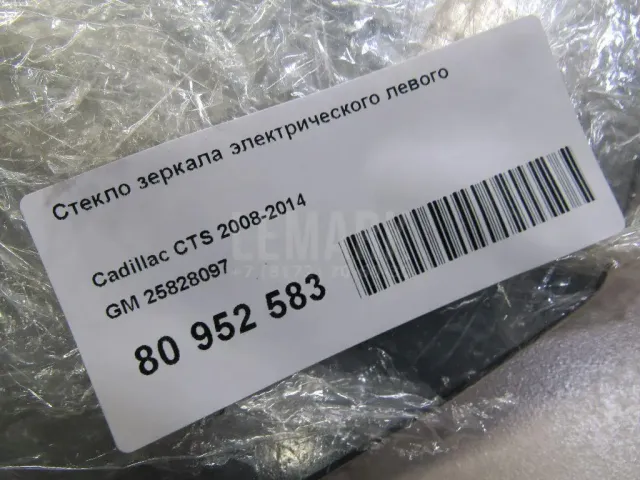 Стекло зеркала электрического левого
Cadillac CTS 2008-2014
GM 25828097
80 952 583